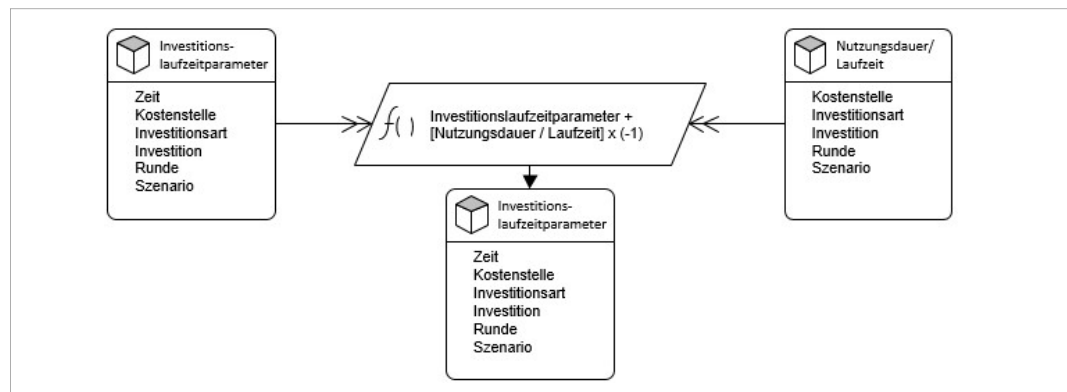 Investitions-
laufzeitparameter
Zeit
Kostenstelle
Investitionsart
Investition
Runde
Szenario
f() Investitionslaufzeitparameter +
[Nutzungsdauer / Laufzeit] x (-1)
Nutzungsdauer/
Laufzeit
Kostenstelle
Investitionsart
Investition
Runde
Szenario
Investitions-
laufzeitparameter
Zeit
Kostenstelle
Investitionsart
Investition
Runde
Szenario